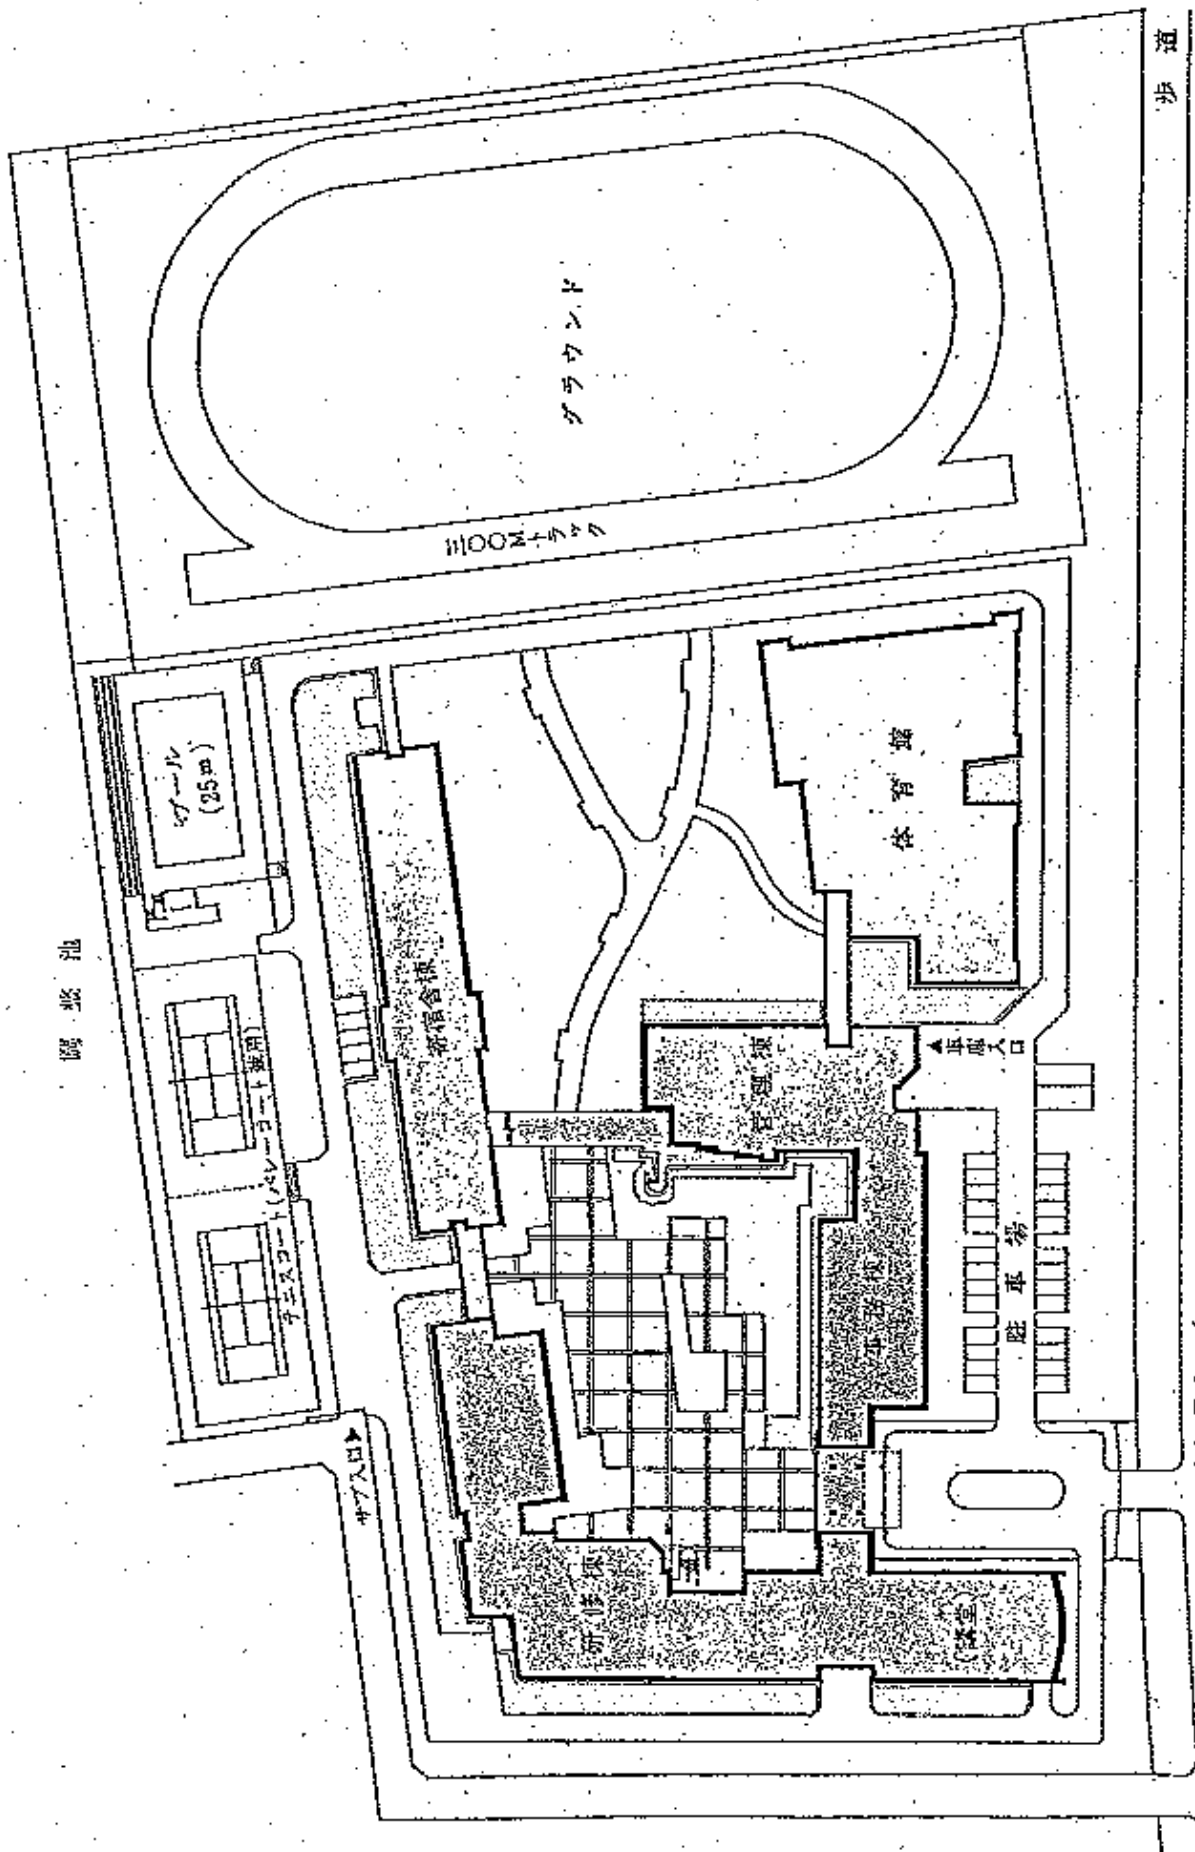 歩道
グラウンド
三〇〇Mトラック
プール
(25m)
調整池
テニスコート(バレーコート兼用)
寄宿舎棟
体育館
管理棟
▲車庫入口
事務棟
駐車場
▲サブ入口
研修棟
(講堂)